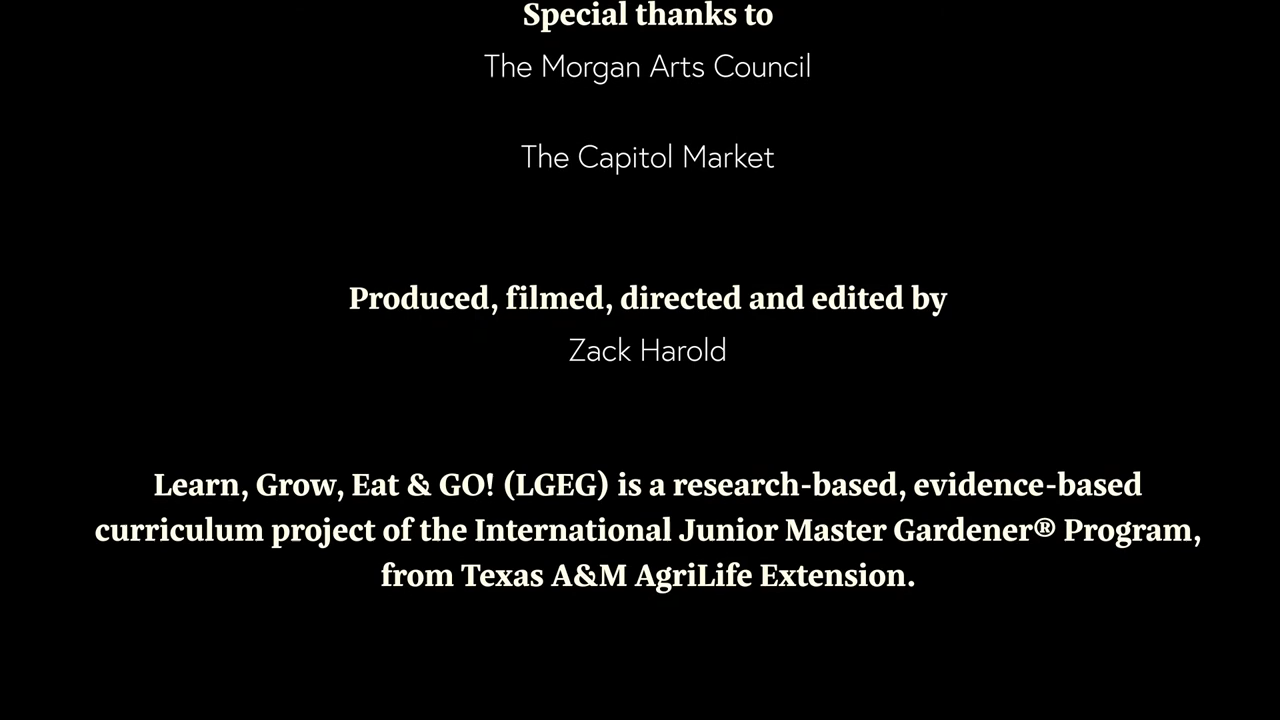 Special thanks to
The Morgan Arts Council
The Capitol Market
Produced, filmed, directed and edited by
Zack Harold
Learn, Grow, Eat & GO! (LGEG) is a research-based, evidence-based
curriculum project of the International Junior Master Gardener® Program,
from Texas A&M AgriLife Extension.